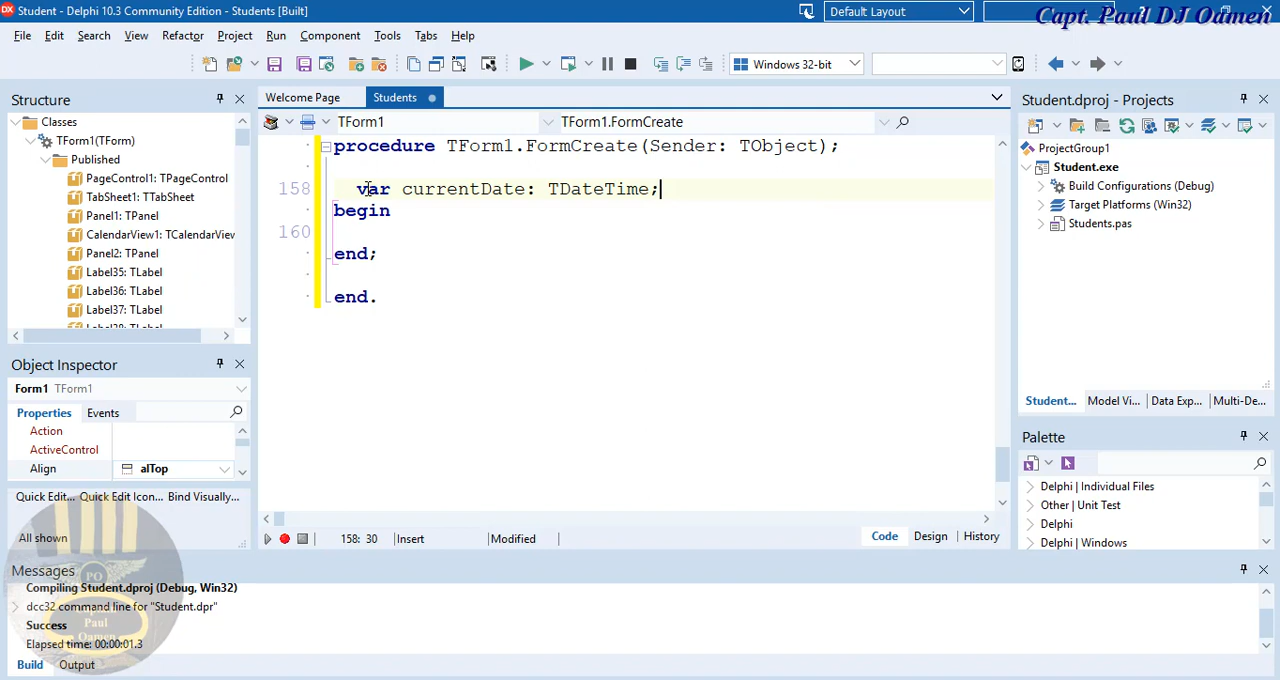 Student - Delphi 10.3 Community Edition - Students [Built]
Default Layout
Capt. Paul DJ Oamen
File Edit Search View Refactor Project Run Component Tools Tabs Help
Windows 32-bit
Structure
Classes
TForm1(TForm)
Published
PageControl1: TPageControl
TabSheet1: TTabSheet
Panel1: TPanel
CalendarView1: TCalendarView
Panel2: TPanel
Label35: TLabel
Label36: TLabel
Label37: TLabel
Label38: TLabel
Object Inspector
Form1 TForm1
Properties Events
Action
ActiveControl
Align alTop
Quick Edit... Quick Edit Icon... Bind Visually...
All shown
Welcome Page Students
TForm1 TForm1.FormCreate
procedure TForm1.FormCreate(Sender: TObject);
158 var currentDate: TDateTime;
begin
160
end;
end.
158: 30 Insert Modified
Code Design History
Student.dproj - Projects
ProjectGroup1
Student.exe
Build Configurations (Debug)
Target Platforms (Win32)
Students.pas
Student... Model Vi... Data Exp... Multi-De...
Palette
Delphi | Individual Files
Other | Unit Test
Delphi
Delphi | Windows
Messages
Compiling Student.dproj (Debug, Win32)
dcc32 command line for "Student.dpr"
Success
Elapsed time: 00:00:01.3
Build Output
PO
Captain
Paul
Oamen